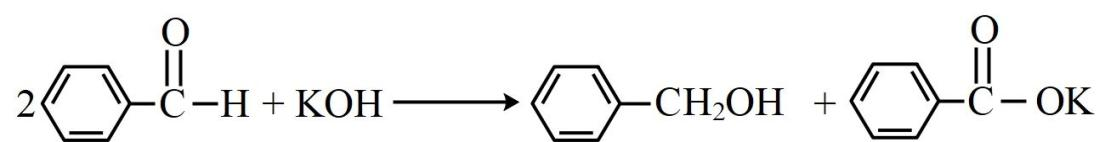 2 C O H + KOH ⟶ CH₂OH + C O OK